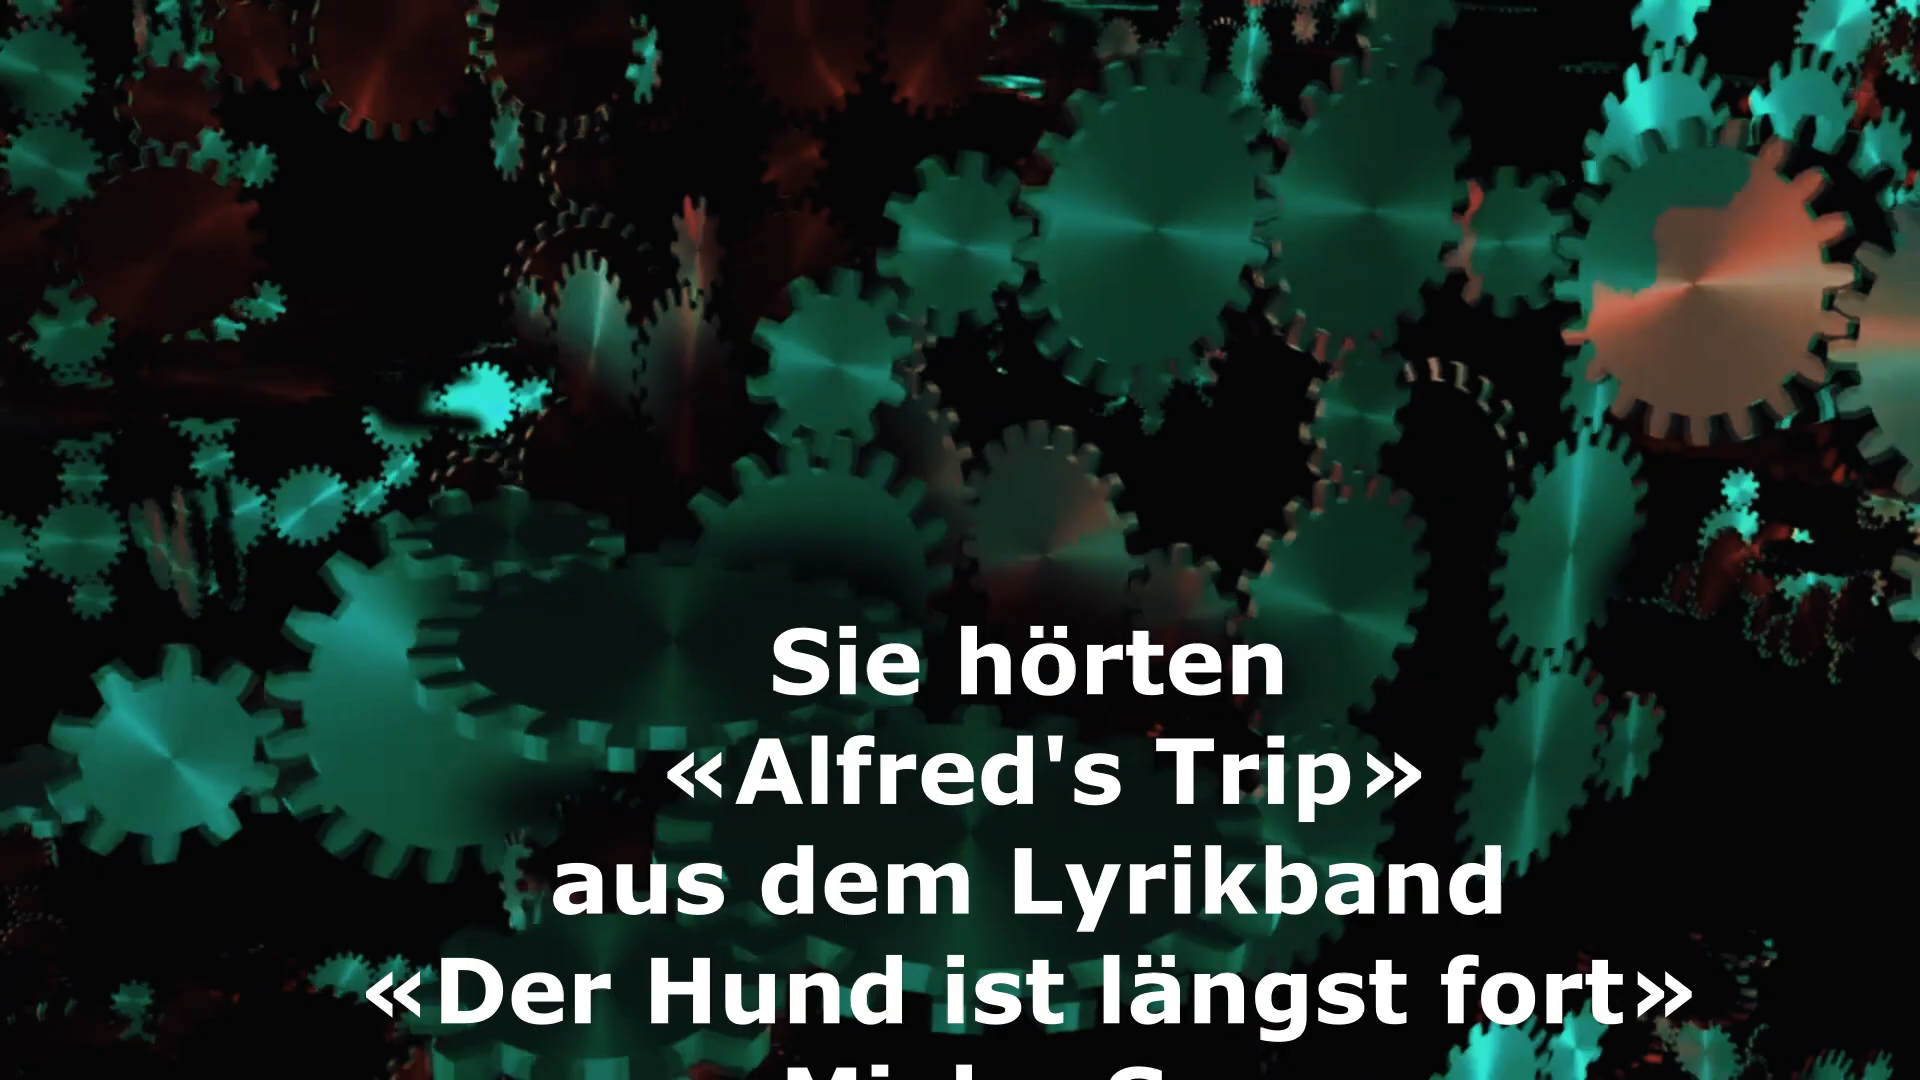 Sie hörten
«Alfred's Trip»
aus dem Lyrikband
«Der Hund ist längst fort»